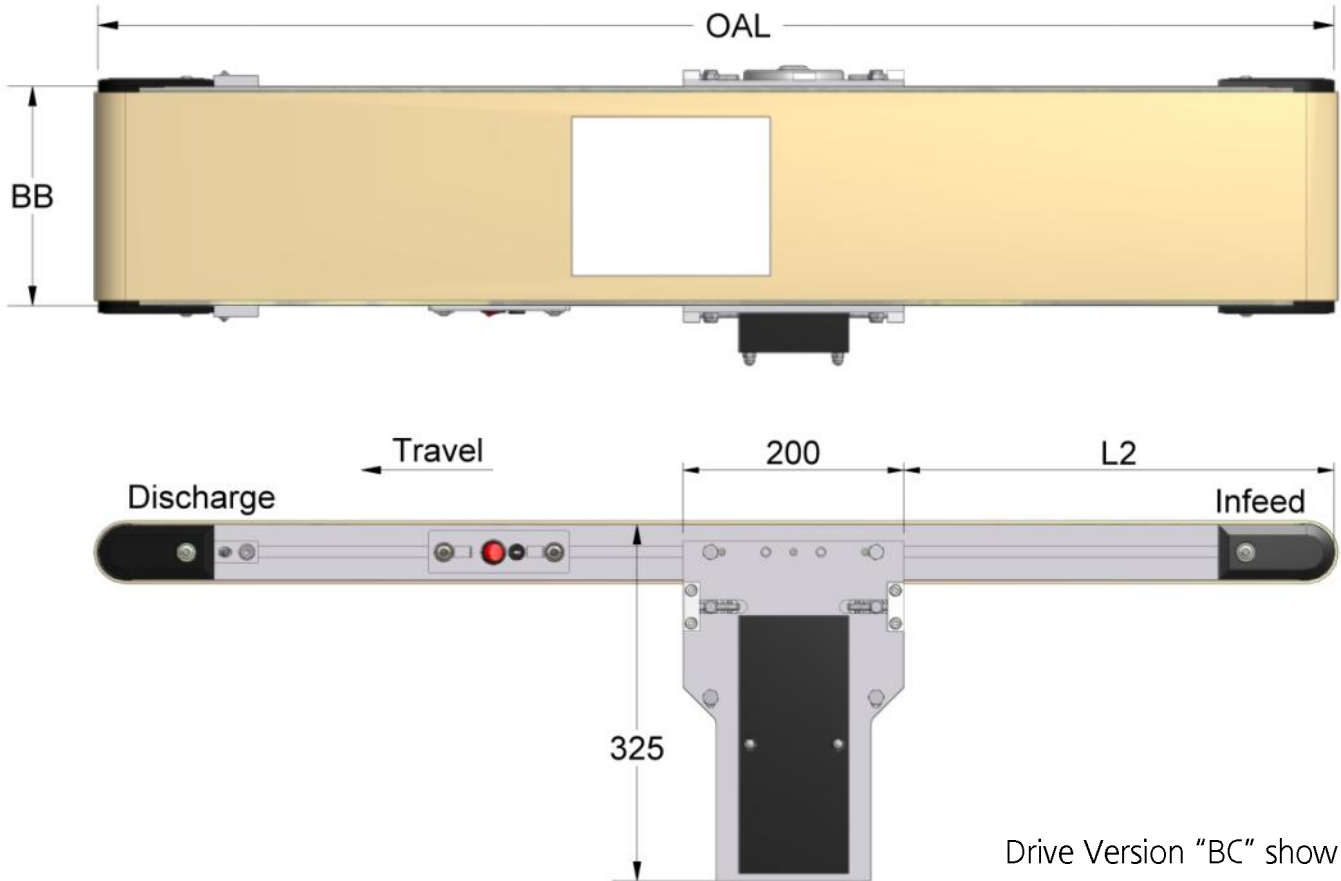 OAL
BB
Travel
200
L2
Discharge
Infeed
325
Drive Version "BC" show